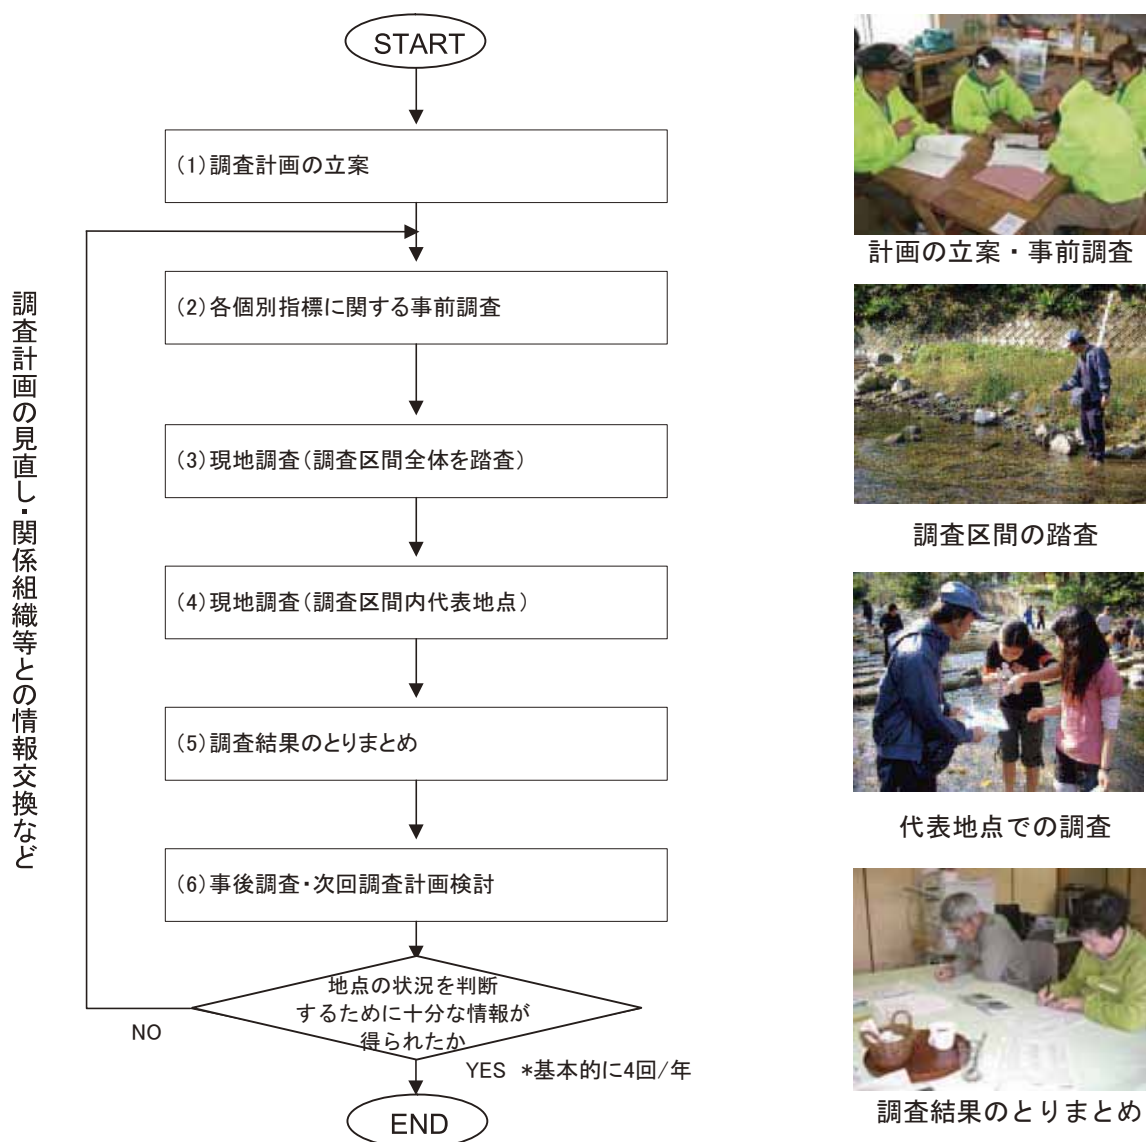 START
(1)調査計画の立案
(2)各個別指標に関する事前調査
(3)現地調査(調査区間全体を踏査)
(4)現地調査(調査区間内代表地点)
(5)調査結果のとりまとめ
(6)事後調査・次回調査計画検討
地点の状況を判断
するために十分な情報が
得られたか
NO
YES *基本的に4回/年
END
調査計画の見直し・関係組織等との情報交換など
計画の立案・事前調査
調査区間の踏査
代表地点での調査
調査結果のとりまとめ